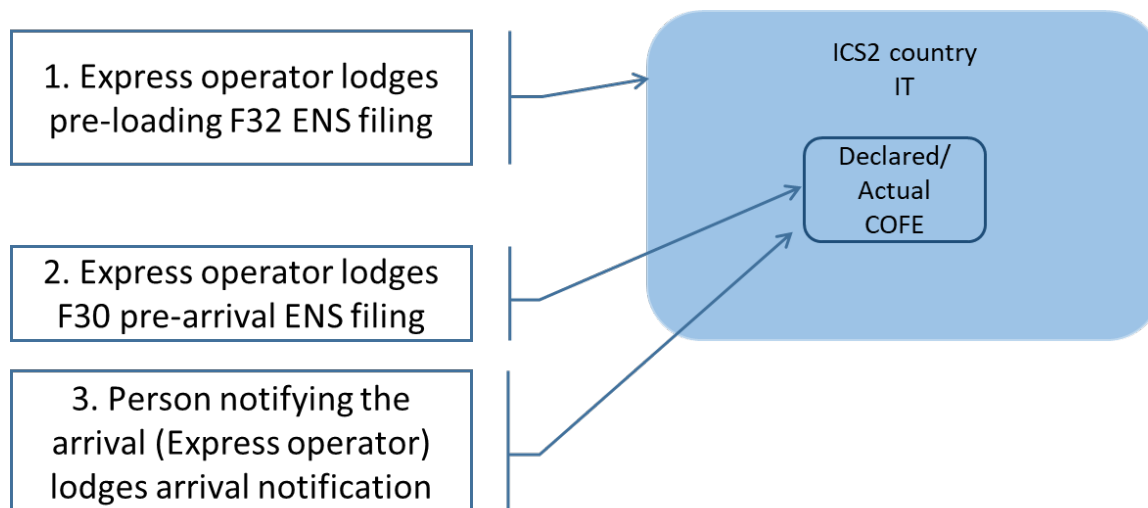 1. Express operator lodges
pre-loading F32 ENS filing
ICS2 country
IT
Declared/
Actual
COFE
2. Express operator lodges
F30 pre-arrival ENS filing
3. Person notifying the
arrival (Express operator)
lodges arrival notification